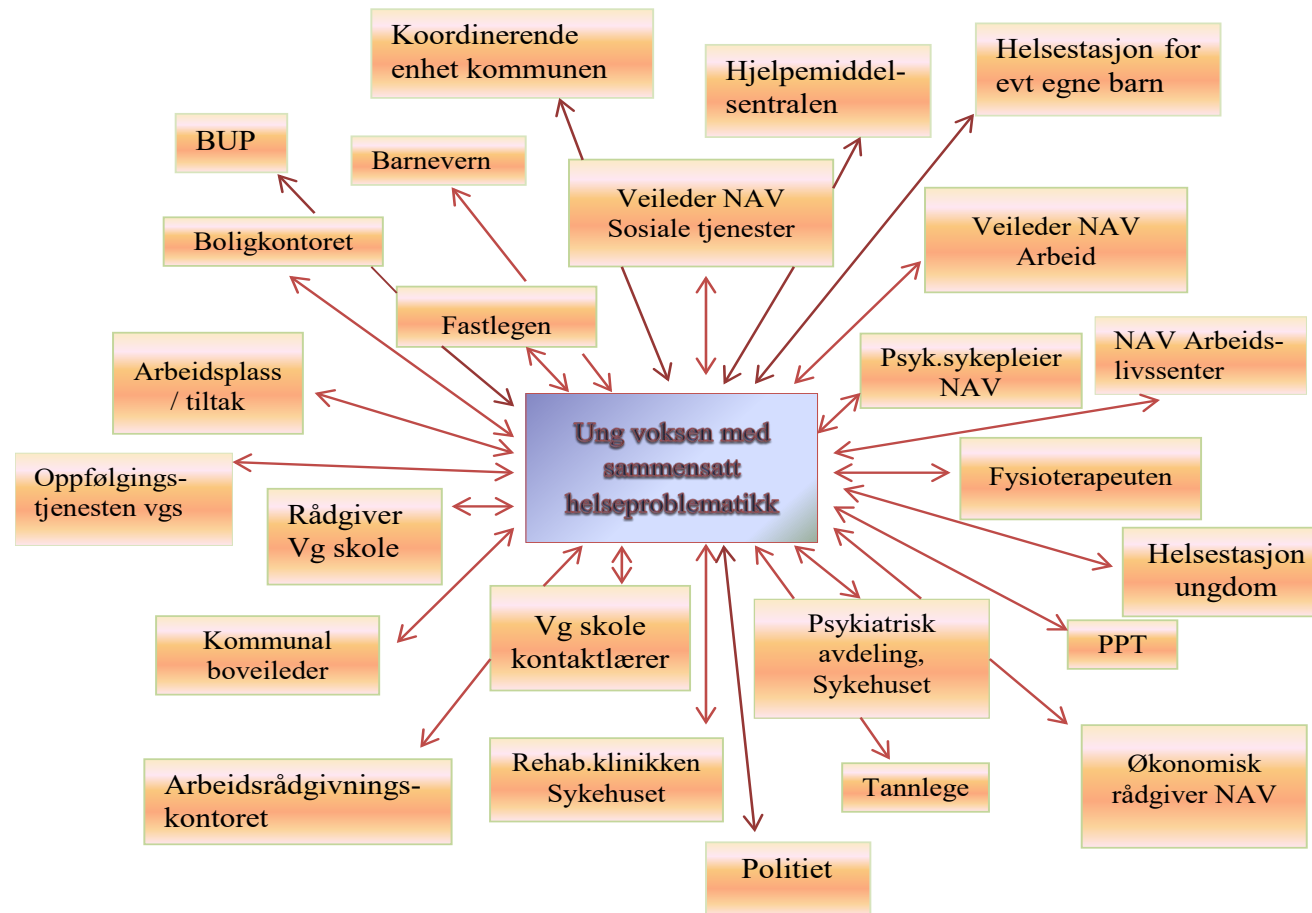 Koordinerende
enhet kommunen
Hjelpemiddel-
sentralen
Helsestasjon for
evt egne barn
BUP
Barnevern
Veileder NAV
Sosiale tjenester
Veileder NAV
Arbeid
Boligkontoret
Fastlegen
Arbeidsplass
/ tiltak
Psyk.sykepleier
NAV
NAV Arbeids-
livssenter
Ung voksen med
sammensatt
helseproblematikk
Oppfølgings-
tjenesten vgs
Rådgiver
Vg skole
Fysioterapeuten
Helsestasjon
ungdom
Kommunal
boveileder
Vg skole
kontaktlærer
Psykiatrisk
avdeling,
Sykehuset
PPT
Arbeidsrådgivnings-
kontoret
Rehab.klinikken
Sykehuset
Tannlege
Økonomisk
rådgiver NAV
Politiet